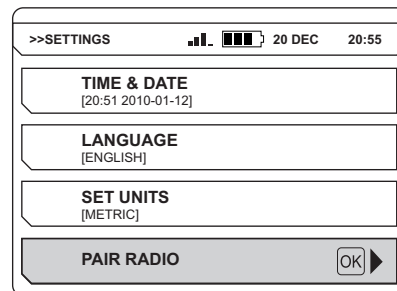 >>SETTINGS 20 DEC 20:55
TIME & DATE
[20:51 2010-01-12]
LANGUAGE
[ENGLISH]
SET UNITS
[METRIC]
PAIR RADIO OK